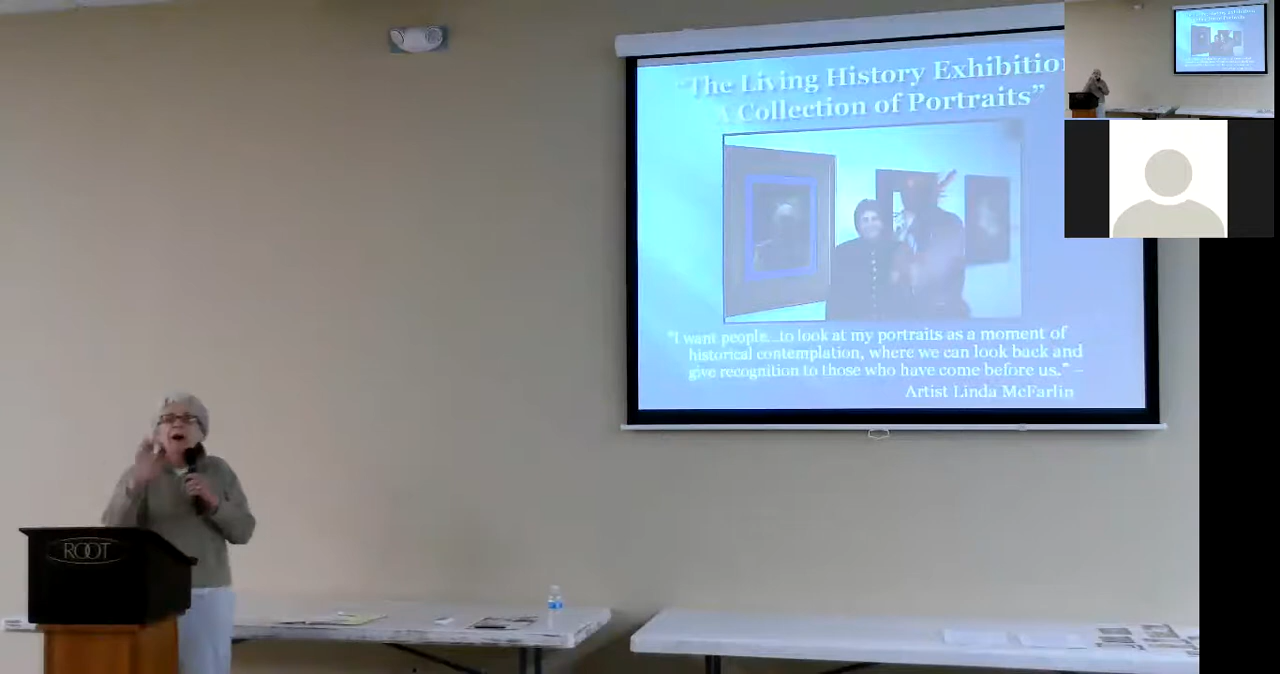 "The Living History Exhibition
A Collection of Portraits"
"I want people...to look at my portraits as a moment of
historical contemplation, where we can look back and
give recognition to those who have come before us." –
Artist Linda McFarlin
ROOT